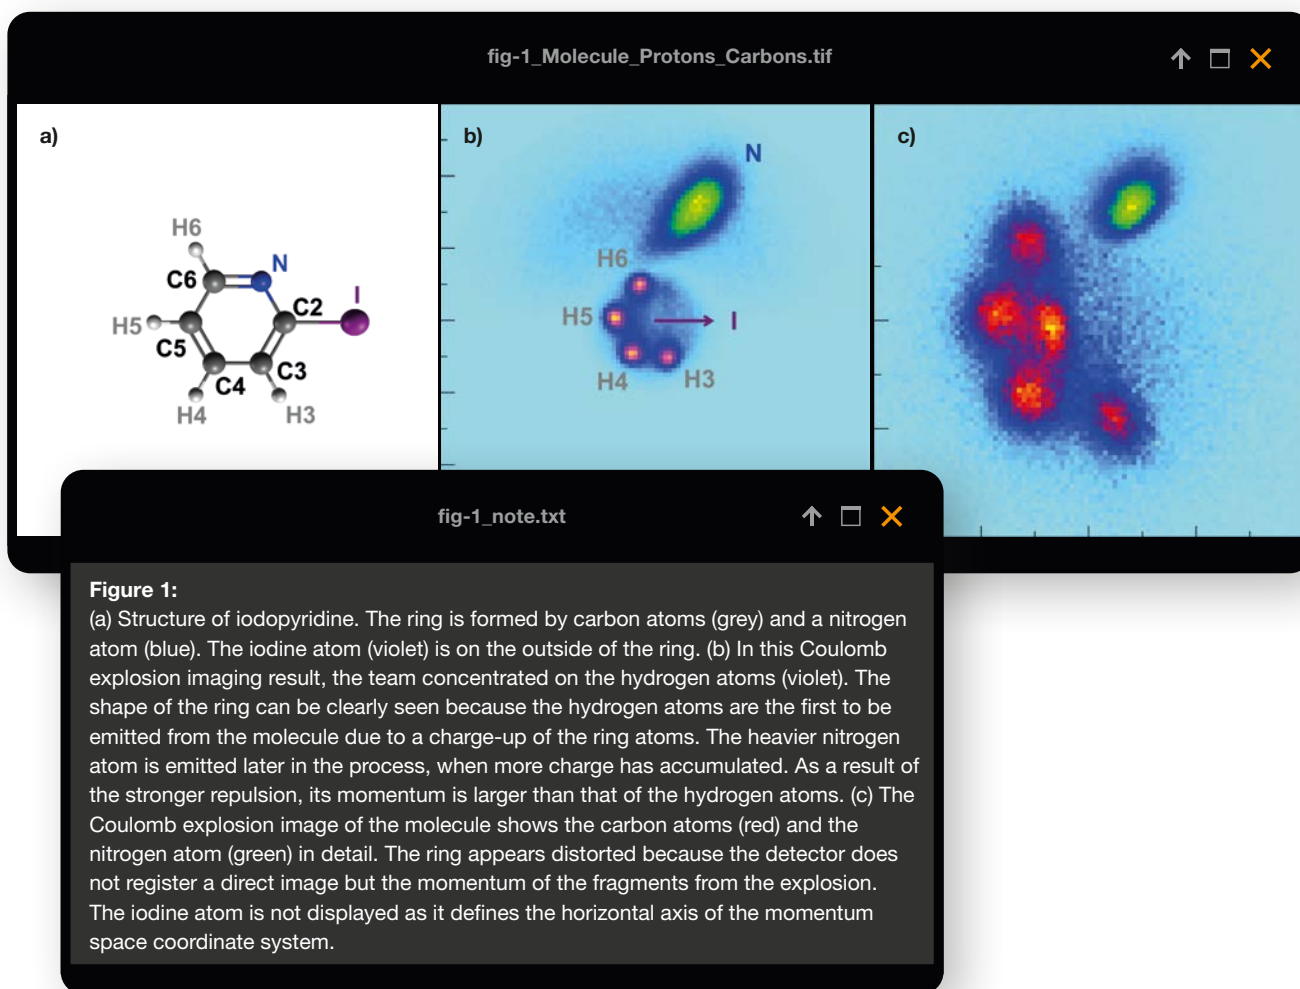 fig-1_Molecule_Protons_Carbons.tif
a)
H6
C6
N
I
C2
H5
C5
C3
C4
H4
H3
b)
N
H6
H5
I
H4
H3
c)
fig-1_note.txt
Figure 1:
(a) Structure of iodopyridine. The ring is formed by carbon atoms (grey) and a nitrogen
atom (blue). The iodine atom (violet) is on the outside of the ring. (b) In this Coulomb
explosion imaging result, the team concentrated on the hydrogen atoms (violet). The
shape of the ring can be clearly seen because the hydrogen atoms are the first to be
emitted from the molecule due to a charge-up of the ring atoms. The heavier nitrogen
atom is emitted later in the process, when more charge has accumulated. As a result of
the stronger repulsion, its momentum is larger than that of the hydrogen atoms. (c) The
Coulomb explosion image of the molecule shows the carbon atoms (red) and the
nitrogen atom (green) in detail. The ring appears distorted because the detector does
not register a direct image but the momentum of the fragments from the explosion.
The iodine atom is not displayed as it defines the horizontal axis of the momentum
space coordinate system.